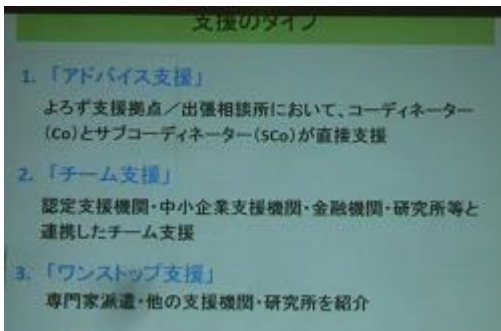 支援のタイプ
1. 「アドバイス支援」
よろず支援拠点／出張相談所において、コーディネーター
(Co)とサブコーディネーター(SCo)が直接支援
2. 「チーム支援」
認定支援機関・中小企業支援機関・金融機関・研究所等と
連携したチーム支援
3. 「ワンストップ支援」
専門家派遣・他の支援機関・研究所を紹介